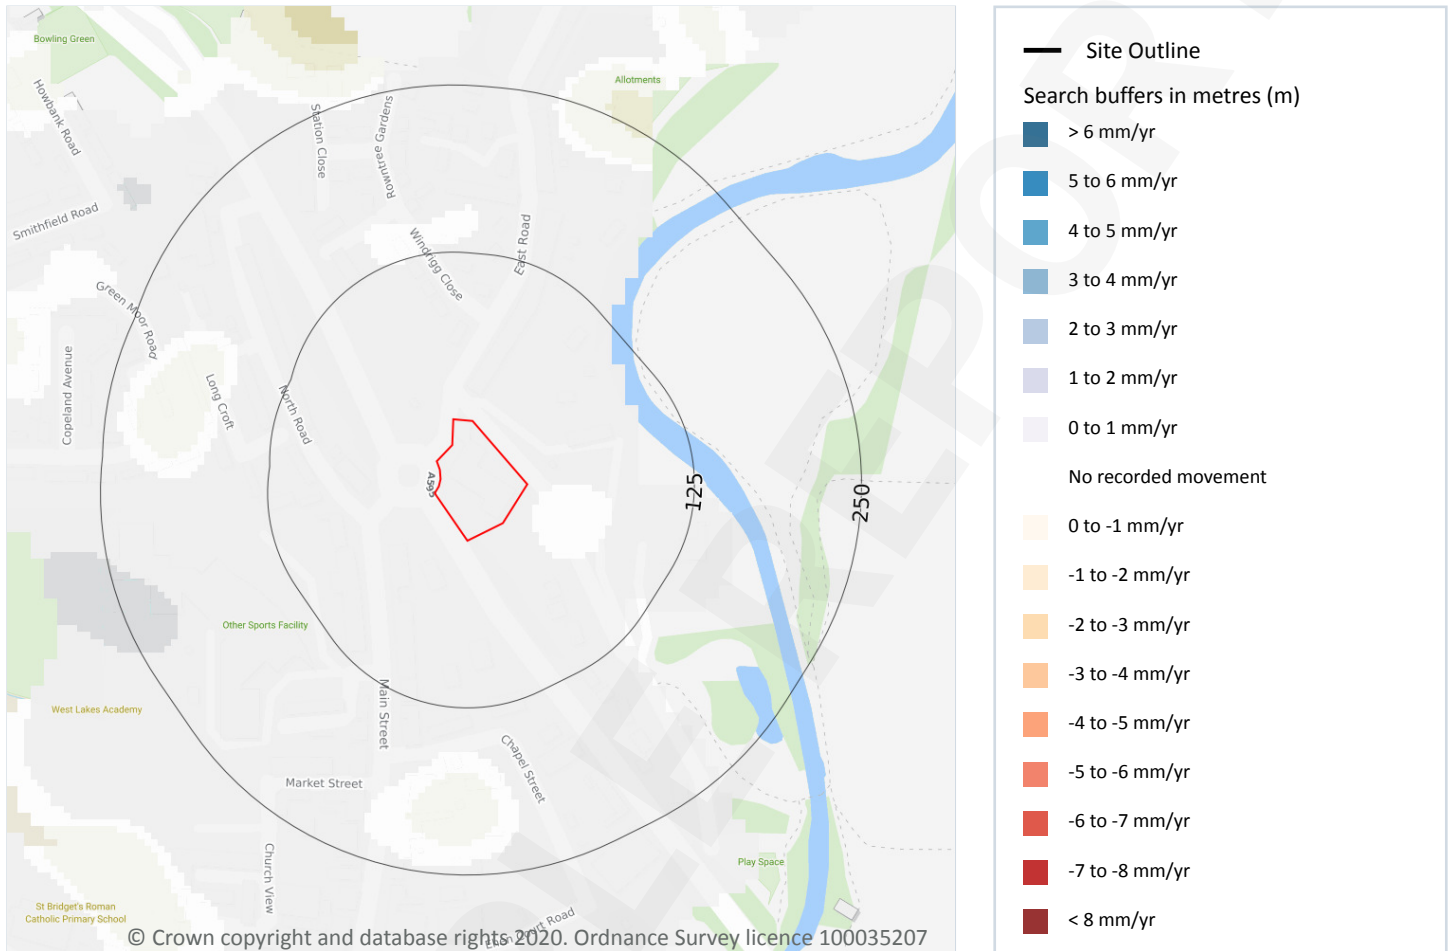 Bowling Green
Howbank Road
Smithfield Road
Green Moor Road
Copeland Avenue
Long Croft
North Road
Station Close
Rowntree Gardens
Windrigg Close
East Road
Allotments
A595
125
250
Other Sports Facility
West Lakes Academy
Main Street
Market Street
Chapel Street
Church View
Play Space
St Bridget's Roman
Catholic Primary School
Court Road
© Crown copyright and database rights 2020. Ordnance Survey licence 100035207
Site Outline
Search buffers in metres (m)
> 6 mm/yr
5 to 6 mm/yr
4 to 5 mm/yr
3 to 4 mm/yr
2 to 3 mm/yr
1 to 2 mm/yr
0 to 1 mm/yr
No recorded movement
0 to -1 mm/yr
-1 to -2 mm/yr
-2 to -3 mm/yr
-3 to -4 mm/yr
-4 to -5 mm/yr
-5 to -6 mm/yr
-6 to -7 mm/yr
-7 to -8 mm/yr
< 8 mm/yr